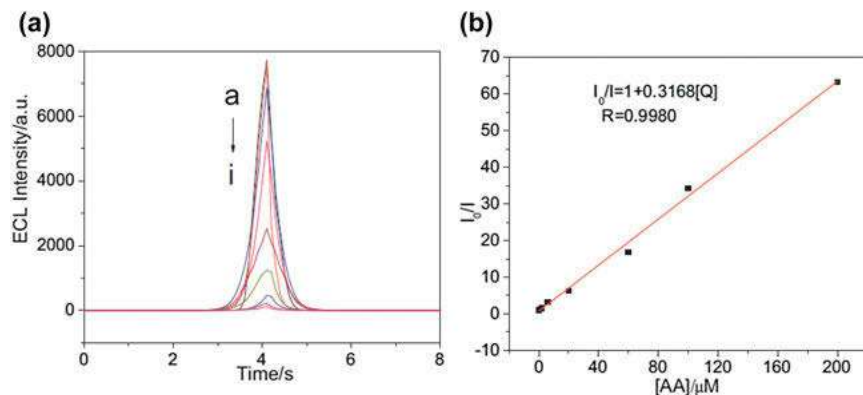 (a)
8000
6000
4000
2000
0
ECL Intensity/a.u.
a
i
0 2 4 6 8
Time/s
(b)
70
60
50
40
30
20
10
0
-10
I₀/I
I₀/I=1+0.3168[Q]
R=0.9980
0 40 80 120 160 200
[AA]/μM